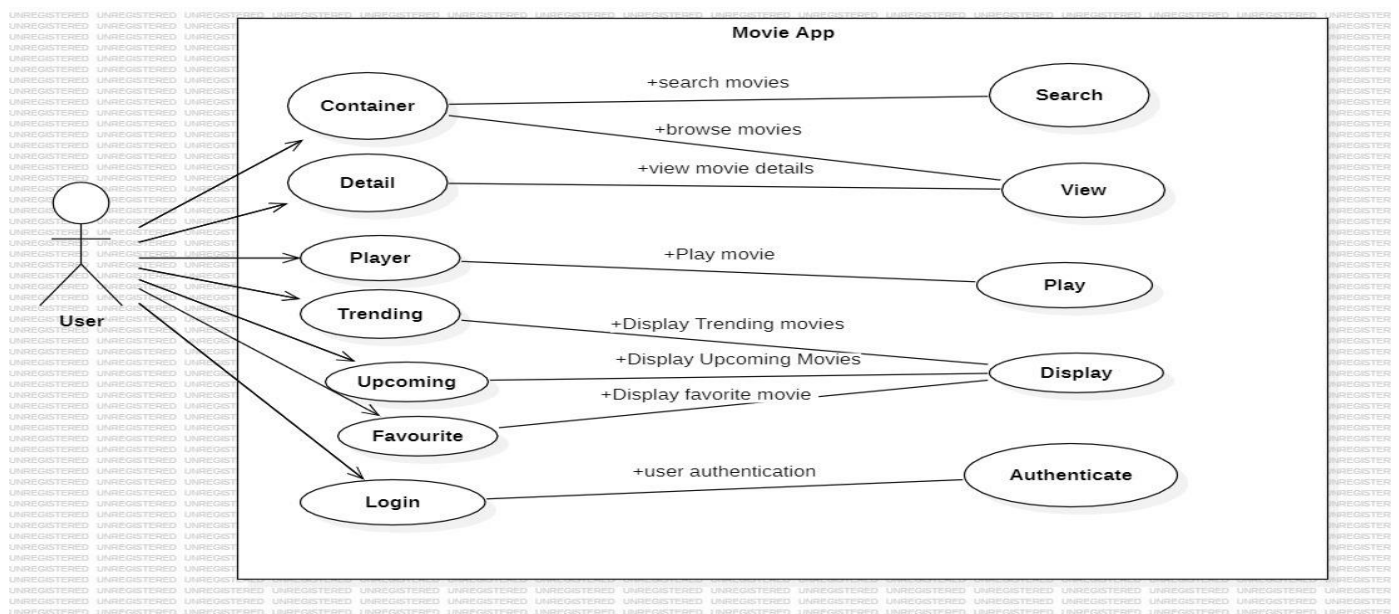 Movie App
Container
+search movies
Search
+browse movies
Detail
+view movie details
View
Player
+Play movie
Play
Trending
+Display Trending movies
User
+Display Upcoming Movies
Upcoming
Display
+Display favorite movie
Favourite
+user authentication
Authenticate
Login
UNREGISTERED